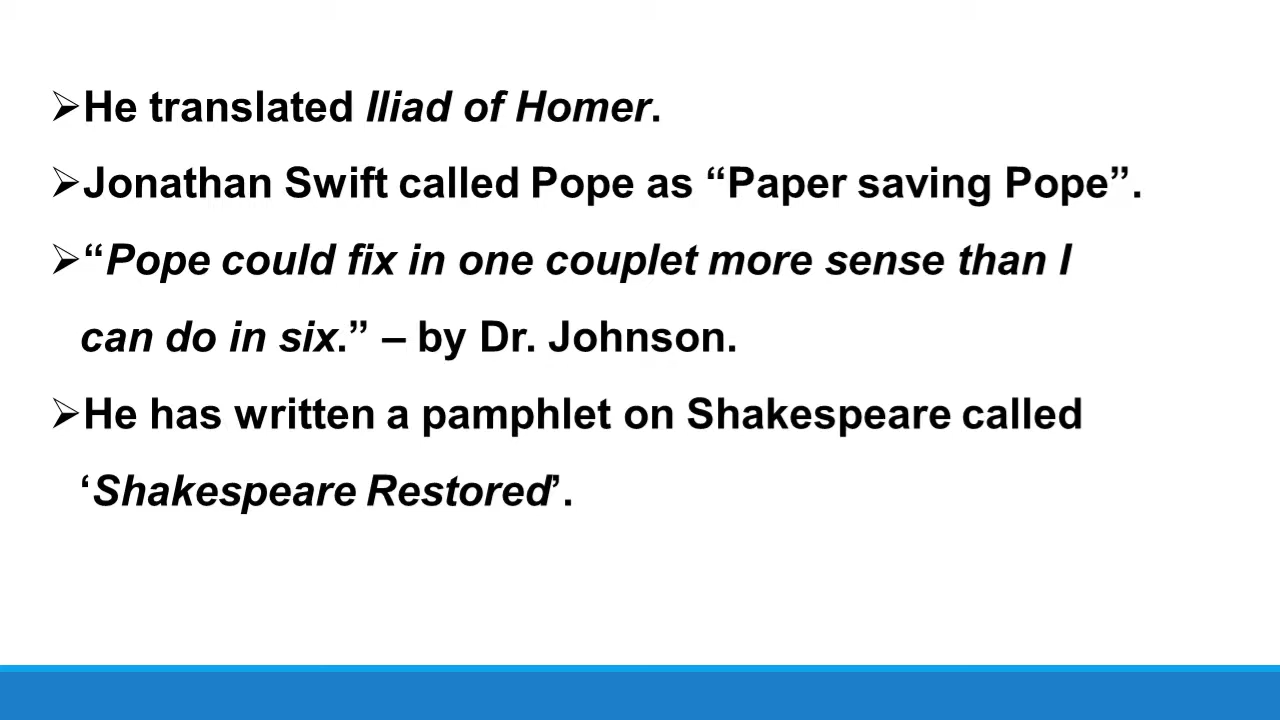 ➢He translated Iliad of Homer.
➢Jonathan Swift called Pope as “Paper saving Pope”.
➢“Pope could fix in one couplet more sense than I
can do in six.” – by Dr. Johnson.
➢He has written a pamphlet on Shakespeare called
‘Shakespeare Restored’.